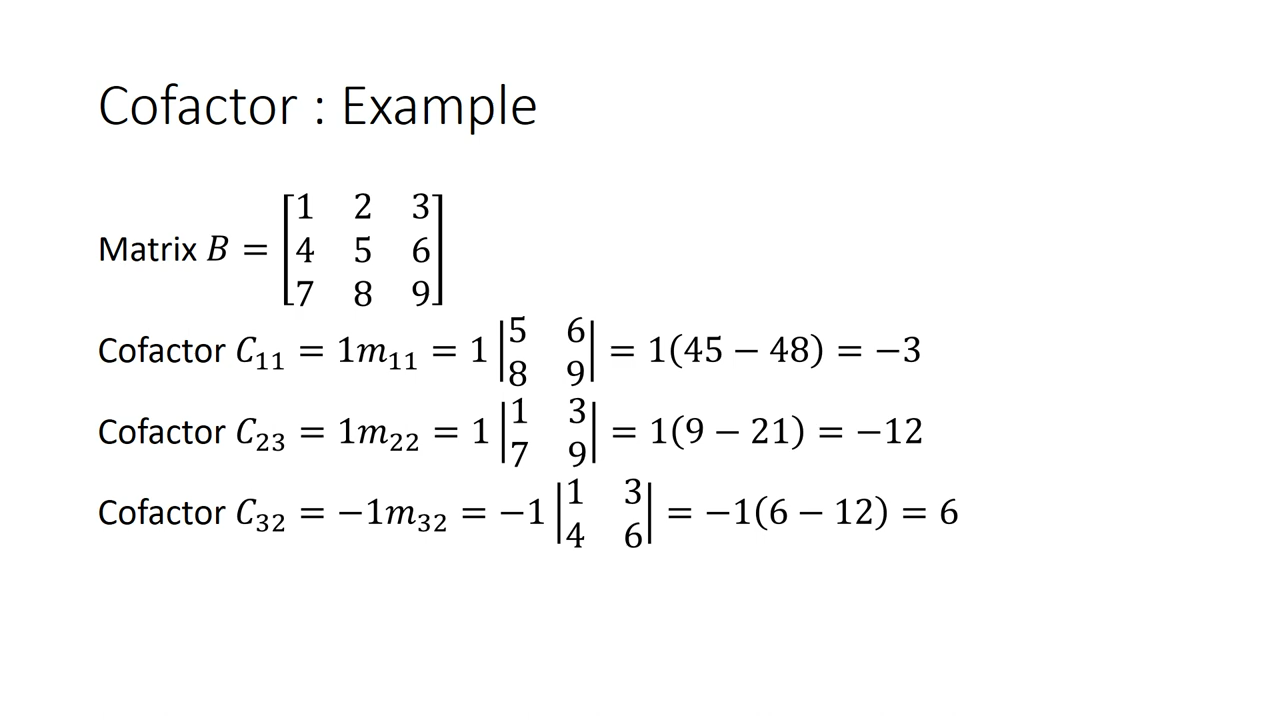 Cofactor : Example
1 2 3
Matrix B = 4 5 6
7 8 9
Cofactor C₁₁ = 1m₁₁ = 1 |5 6; 8 9| = 1(45 − 48) = −3
Cofactor C₂₃ = 1m₂₂ = 1 |1 3; 7 9| = 1(9 − 21) = −12
Cofactor C₃₂ = −1m₃₂ = −1 |1 3; 4 6| = −1(6 − 12) = 6